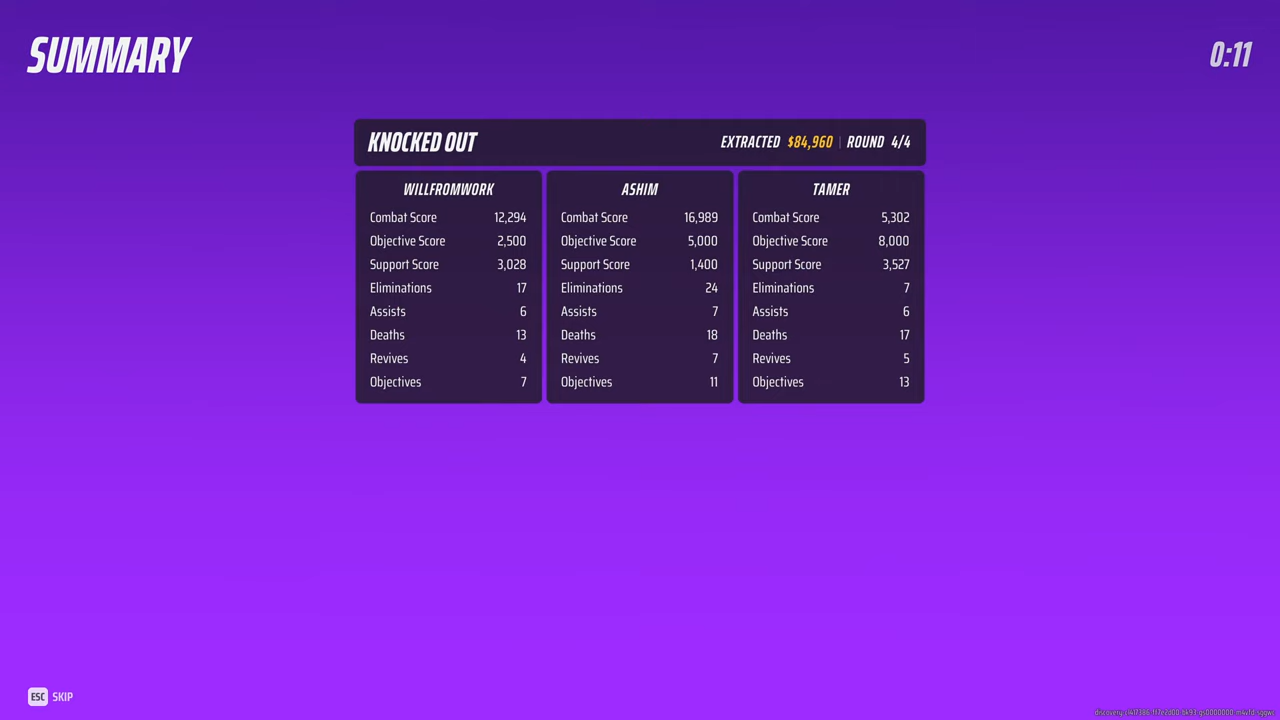 SUMMARY
0:11
KNOCKED OUT
EXTRACTED $84,960 | ROUND 4/4
WILLFROMWORK
Combat Score 12,294
Objective Score 2,500
Support Score 3,028
Eliminations 17
Assists 6
Deaths 13
Revives 4
Objectives 7
ASHIM
Combat Score 16,989
Objective Score 5,000
Support Score 1,400
Eliminations 24
Assists 7
Deaths 18
Revives 7
Objectives 11
TAMER
Combat Score 5,302
Objective Score 8,000
Support Score 3,527
Eliminations 7
Assists 6
Deaths 17
Revives 5
Objectives 13
ESC SKIP